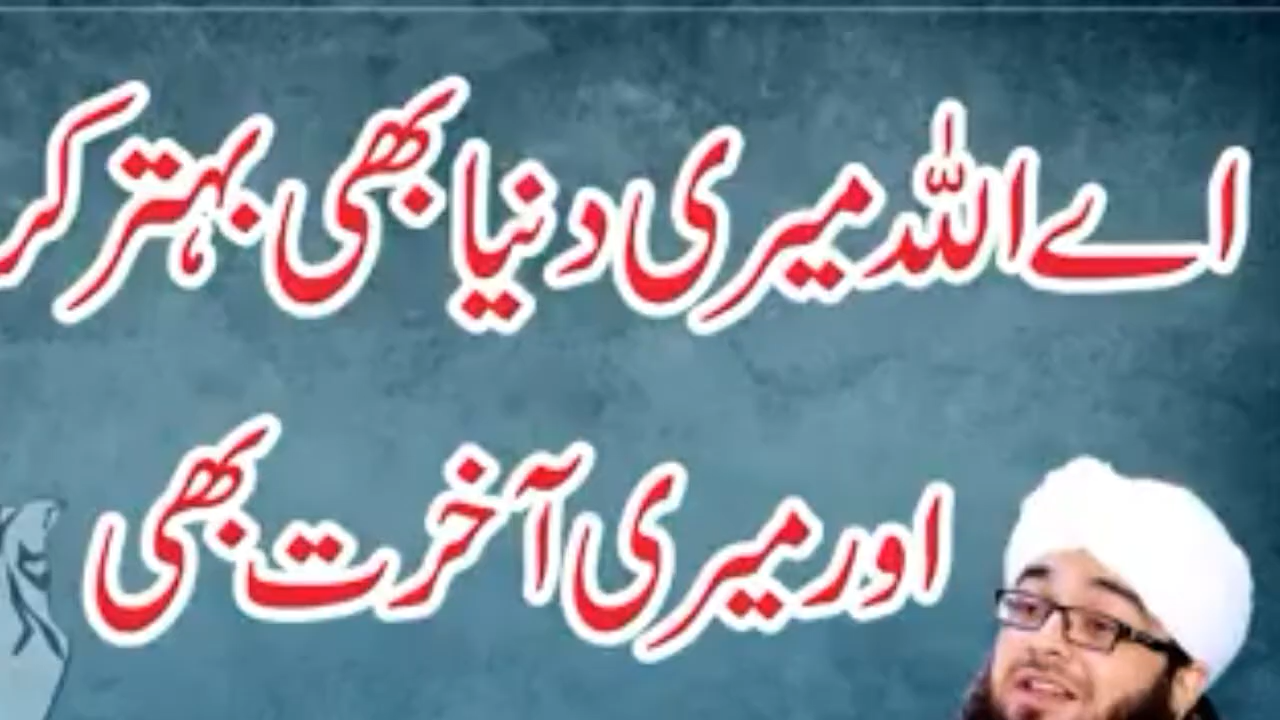 اے اللہ میری دنیا بھی بہتر کر
اور میری آخرت بھی